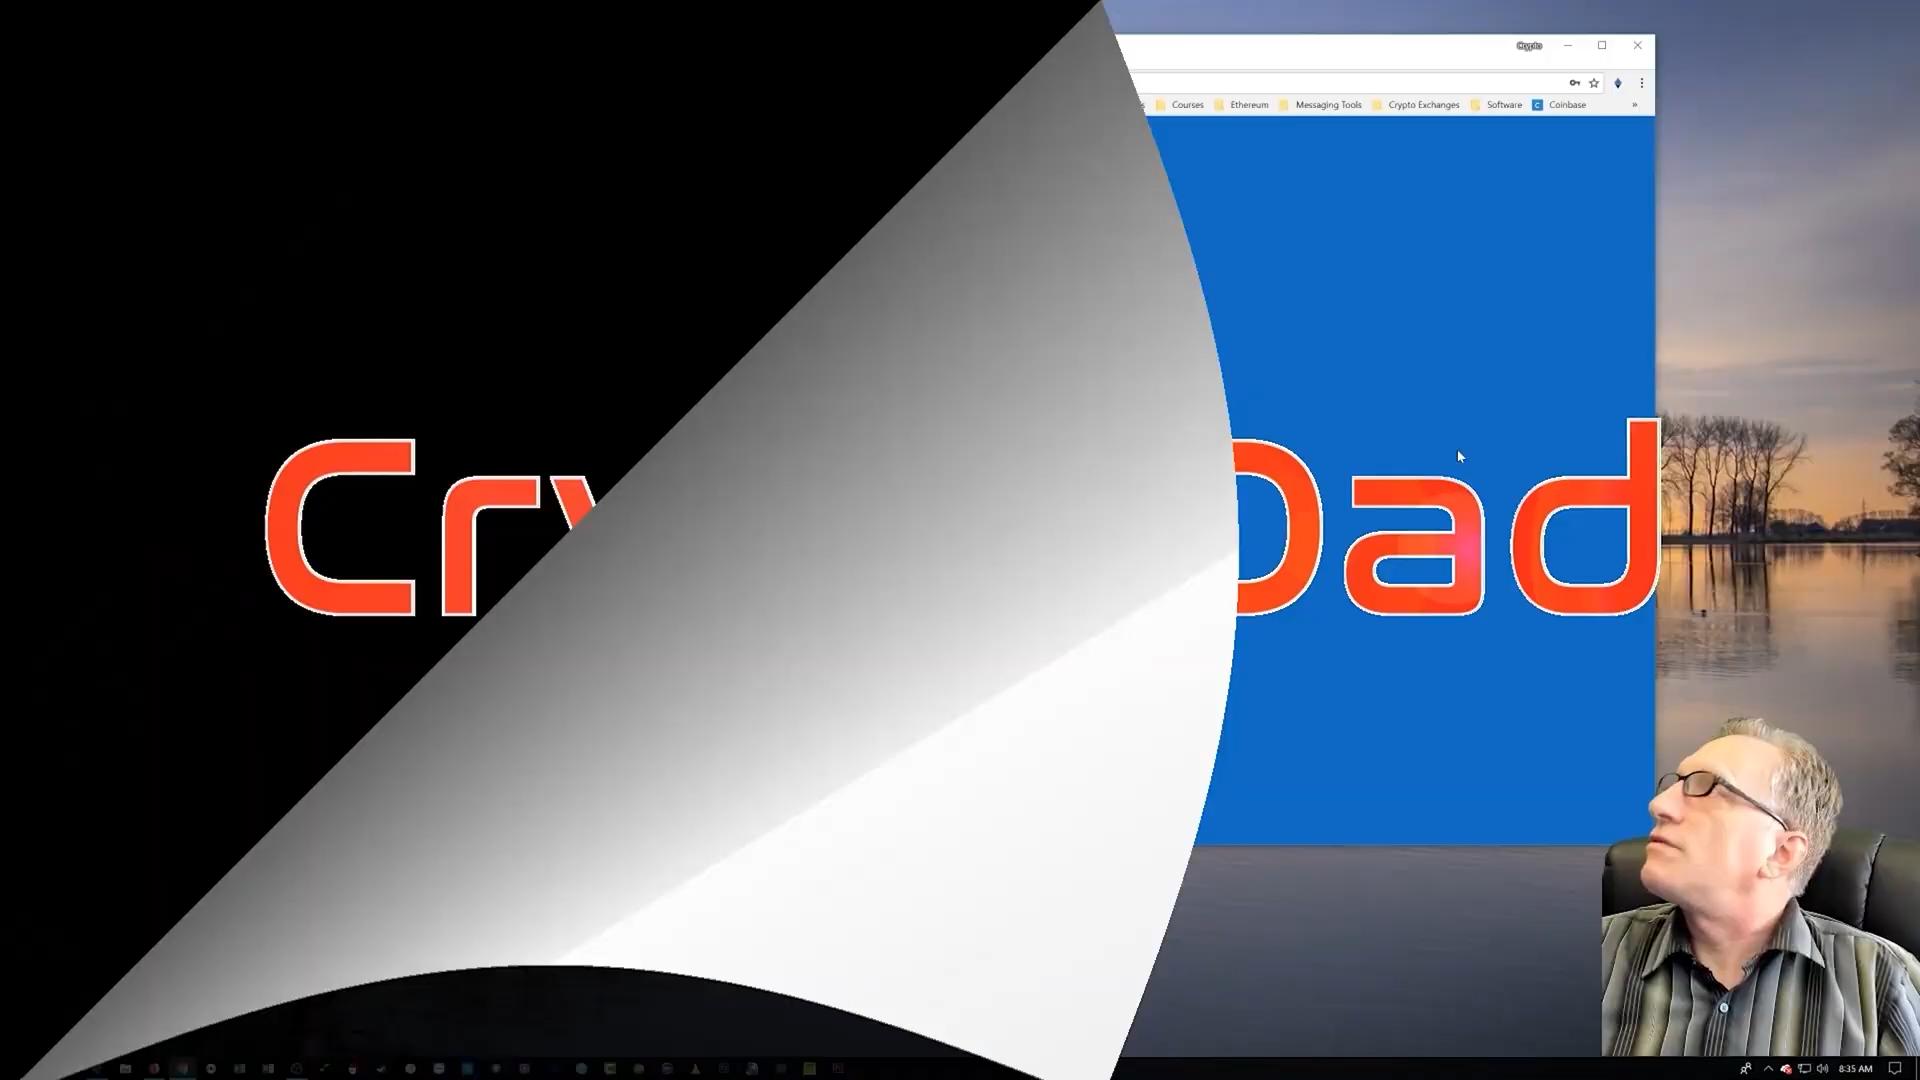 Crypto
Courses Ethereum Messaging Tools Crypto Exchanges Software C Coinbase »
Cry Dad
8:35 AM